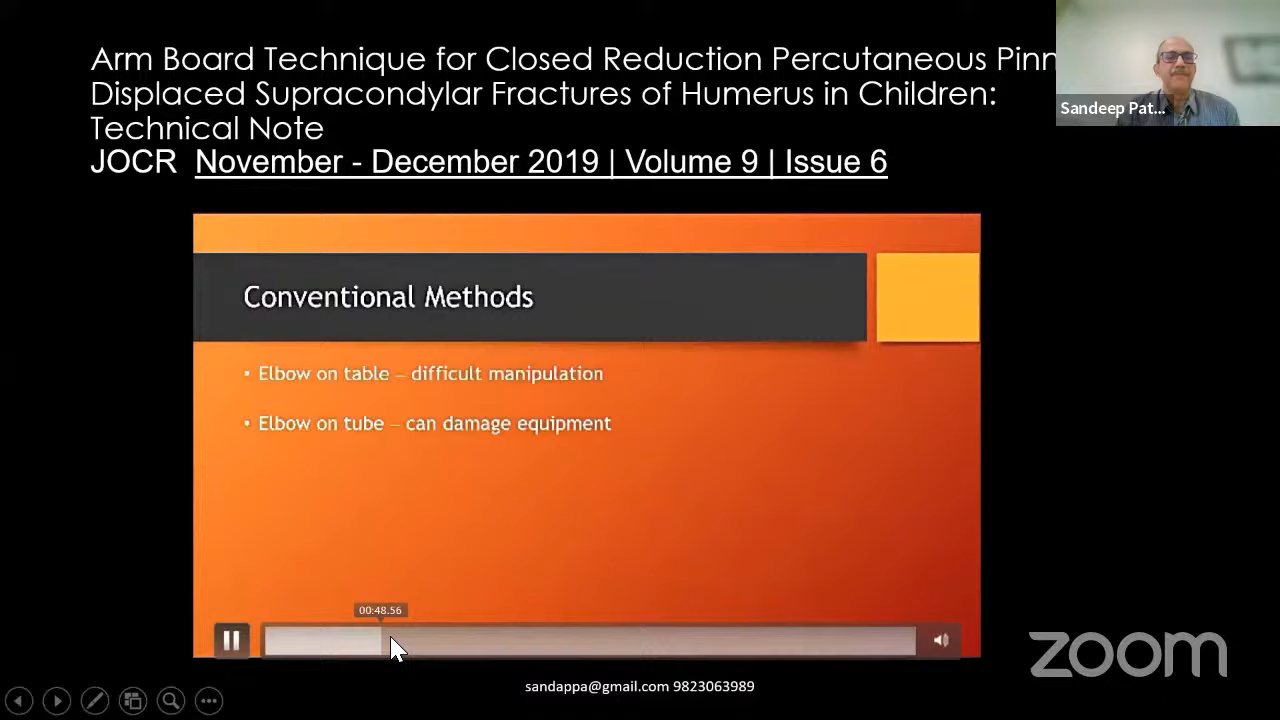 Arm Board Technique for Closed Reduction Percutaneous Pinn
Displaced Supracondylar Fractures of Humerus in Children:
Technical Note
JOCR November - December 2019 | Volume 9 | Issue 6
Sandeep Pat...
Conventional Methods
• Elbow on table – difficult manipulation
• Elbow on tube – can damage equipment
00:48.56
zoom
sandappa@gmail.com 9823063989